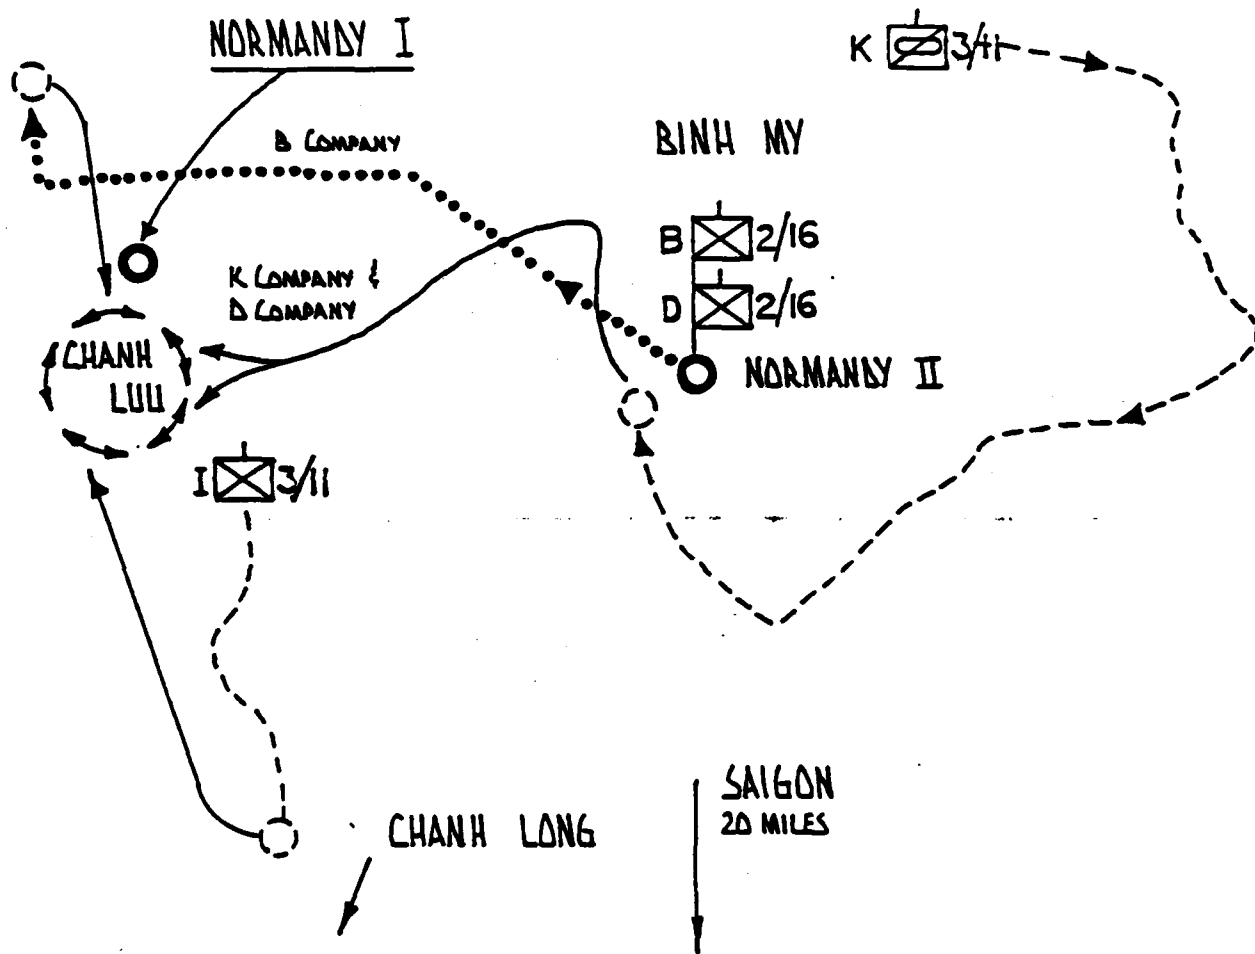 NORMANDY I
K 3/11
B COMPANY
BINH MY
B 2/16
K COMPANY &
D COMPANY
D 2/16
CHANH
LUU
NORMANDY II
I 3/11
SAIGON
20 MILES
CHANH LONG